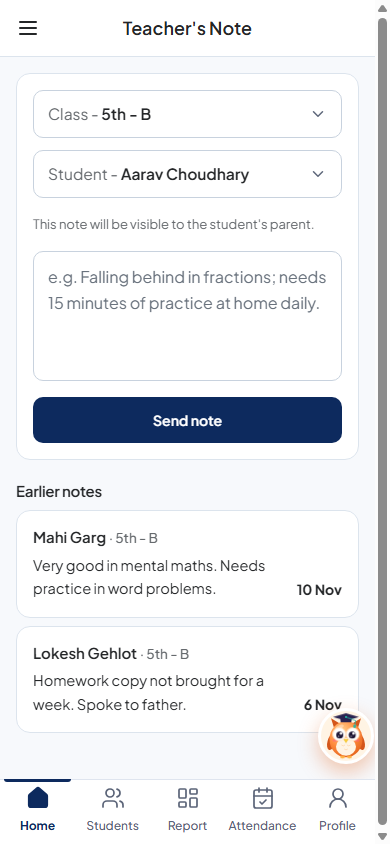 Teacher's Note
Class - 5th - B
Student - Aarav Choudhary
This note will be visible to the student's parent.
e.g. Falling behind in fractions; needs
15 minutes of practice at home daily.
Send note
Earlier notes
Mahi Garg · 5th - B
Very good in mental maths. Needs
practice in word problems.
10 Nov
Lokesh Gehlot · 5th - B
Homework copy not brought for a
week. Spoke to father.
6 Nov
Home
Students
Report
Attendance
Profile